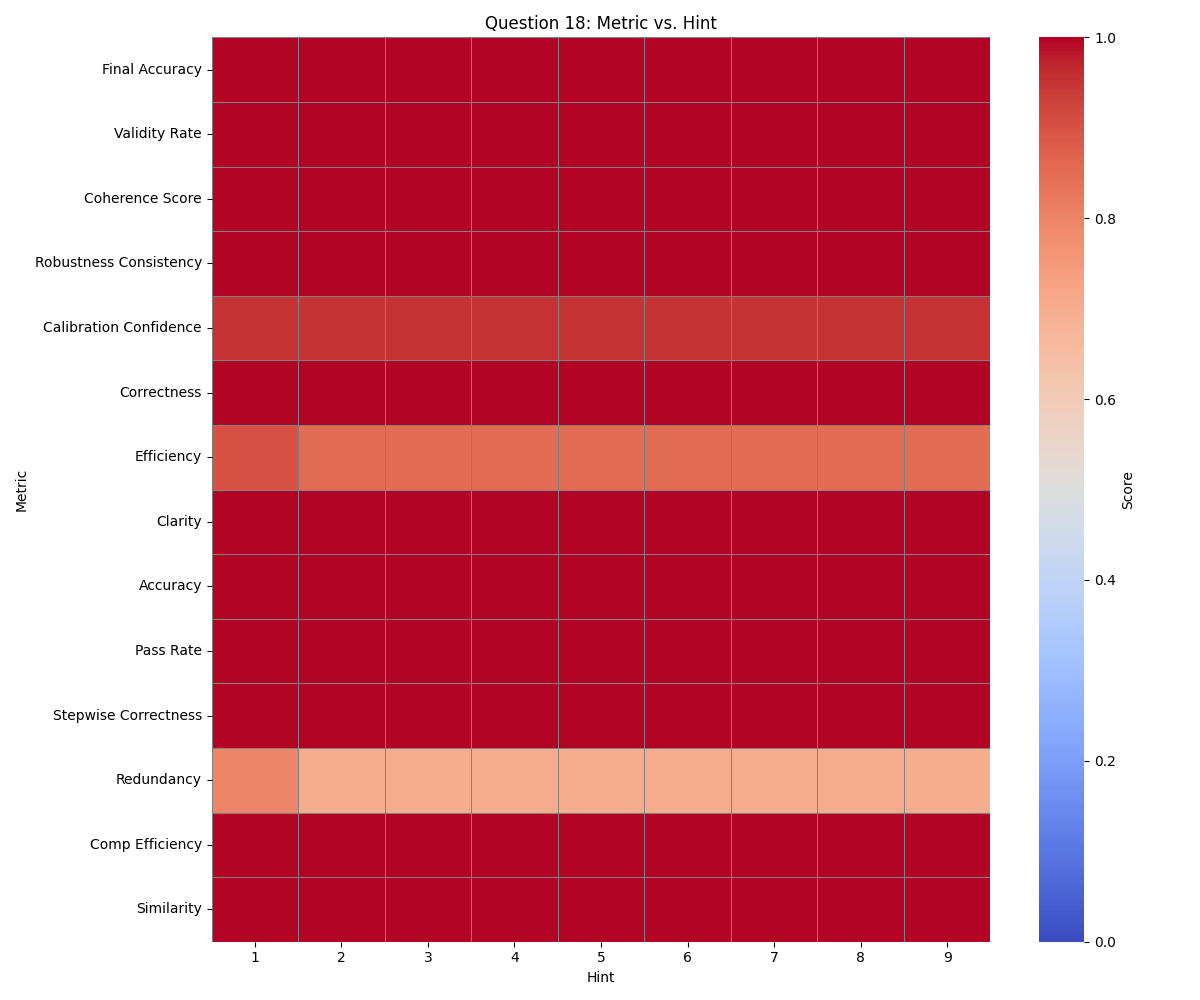 Question 18: Metric vs. Hint
Final Accuracy
Validity Rate
Coherence Score
Robustness Consistency
Calibration Confidence
Correctness
Efficiency
Clarity
Accuracy
Pass Rate
Stepwise Correctness
Redundancy
Comp Efficiency
Similarity
Metric
1 2 3 4 5 6 7 8 9
Hint
1.0
0.8
0.6
0.4
0.2
0.0
Score